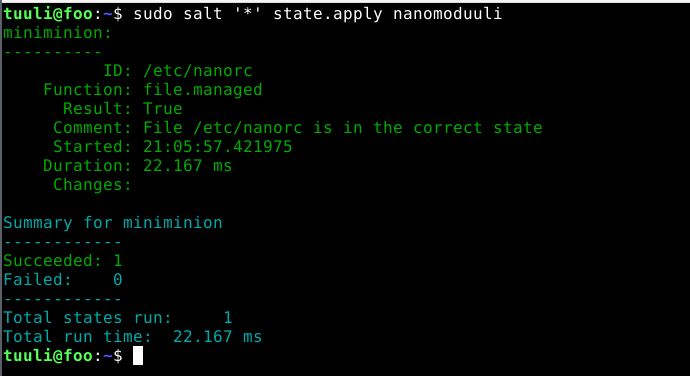 tuuli@foo:~$ sudo salt '*' state.apply nanomoduuli
miniminion:
----------
          ID: /etc/nanorc
    Function: file.managed
      Result: True
     Comment: File /etc/nanorc is in the correct state
     Started: 21:05:57.421975
    Duration: 22.167 ms
     Changes:

Summary for miniminion
------------
Succeeded: 1
Failed:    0
------------
Total states run:     1
Total run time:  22.167 ms
tuuli@foo:~$